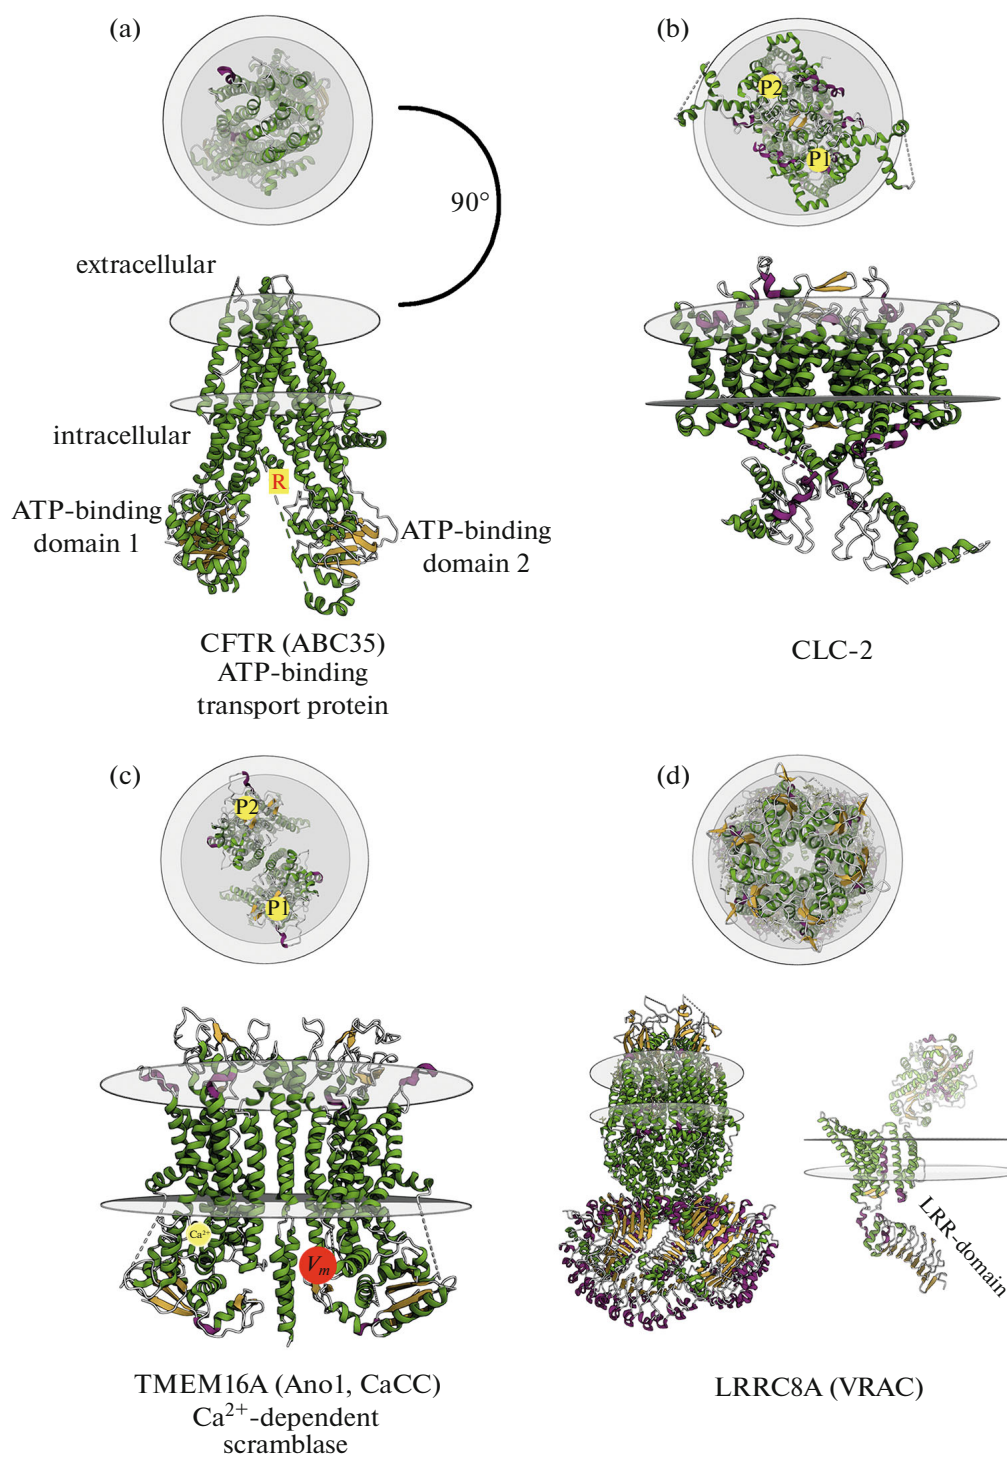 (a)
90°
extracellular
intracellular
R
ATP-binding
domain 1
ATP-binding
domain 2
CFTR (ABC35)
ATP-binding
transport protein
(b)
P2
P1
CLC-2
(c)
P2
P1
Ca²⁺
Vm
TMEM16A (Ano1, CaCC)
Ca²⁺-dependent
scramblase
(d)
LRR-domain
LRRC8A (VRAC)